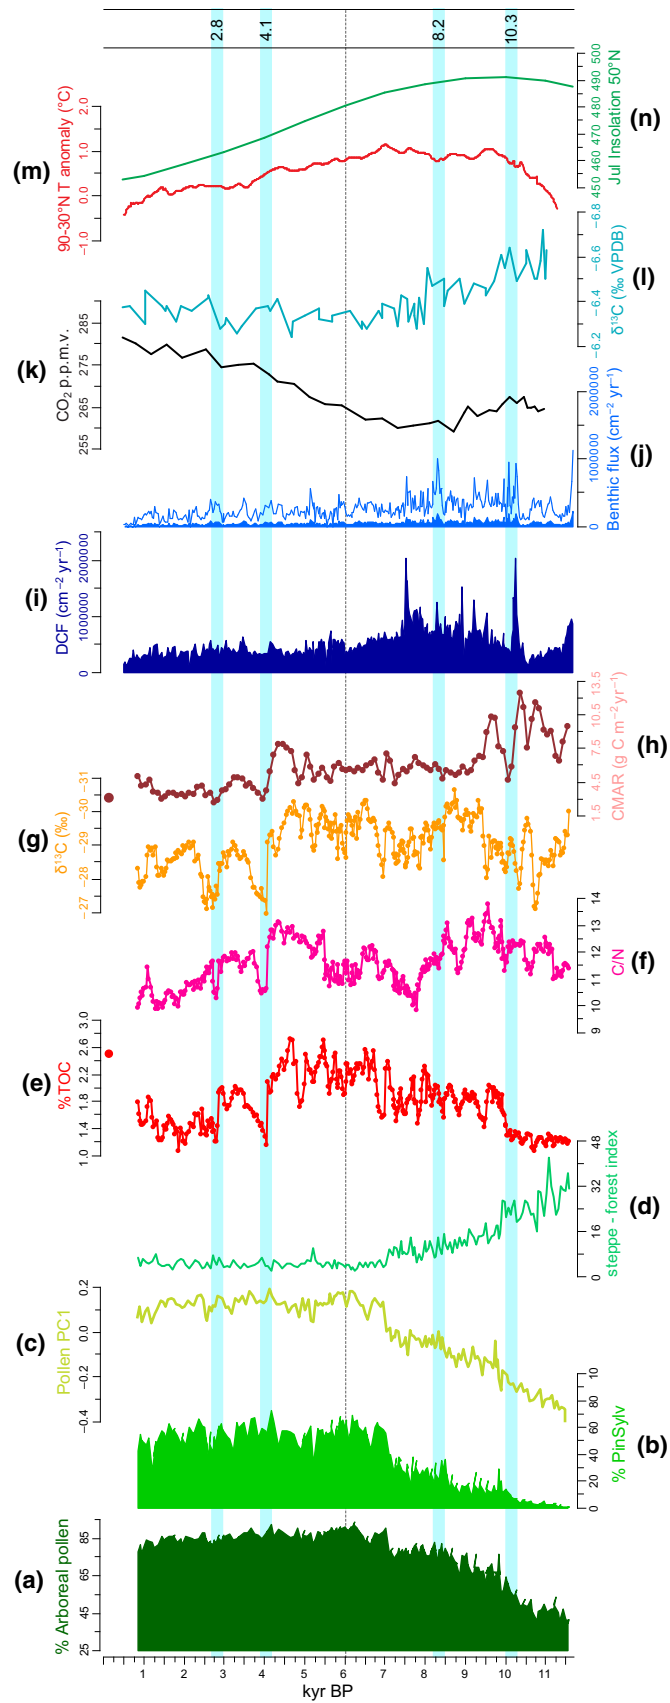 2.8
4.1
8.2
10.3
(n)
Jul Insolation 50°N
450 460 470 480 490 500
(m)
90-30°N T anomaly (°C)
−1.0 0.0 1.0 2.0
(l)
δ13C (‰ VPDB)
−6.2 −6.4 −6.6 −6.8
(k)
CO2 p.p.m.v.
255 265 275 285
(j)
Benthic flux (cm−2 yr−1)
0 1000000 2000000
(i)
DCF (cm−2 yr−1)
0 1000000 2000000
(h)
CMAR (g C m−2 yr−1)
1.5 4.5 7.5 10.5 13.5
(g)
δ13C (‰)
−27 −28 −29 −30 −31
(f)
C/N
9 10 11 12 13 14
(e)
%TOC
1.0 1.4 1.8 2.2 2.6 3.0
(d)
steppe - forest index
0 16 32 48
(c)
Pollen PC1
−0.4 −0.2 0.0 0.2
(b)
% PinSylv
0 20 40 60 80 10
(a)
% Arboreal pollen
25 45 65 85
1 2 3 4 5 6 7 8 9 10 11
kyr BP